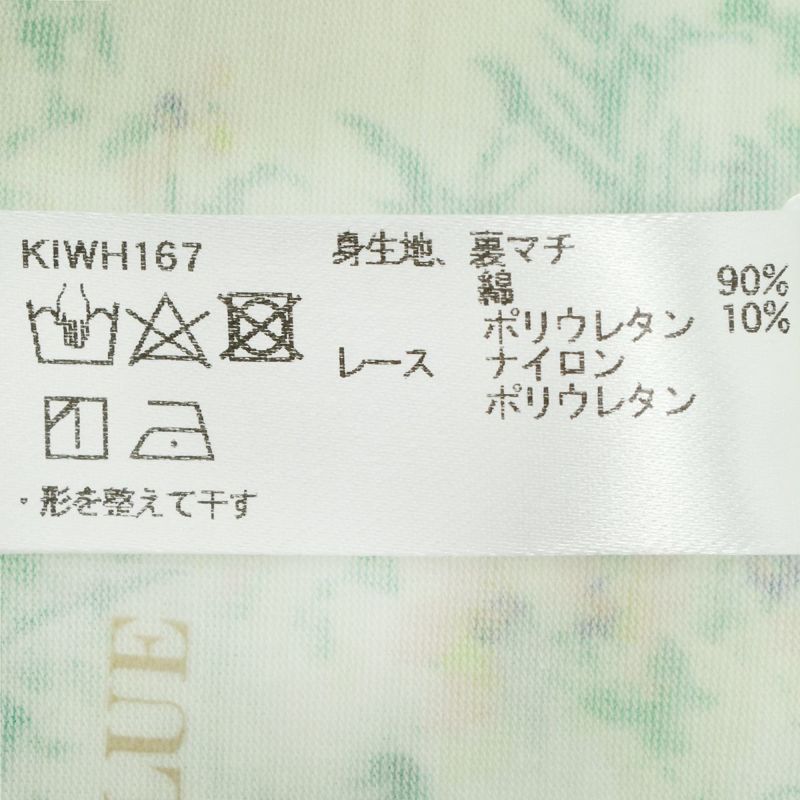 KIWH167
身生地、裏マチ
綿 90%
ポリウレタン 10%
レース ナイロン
ポリウレタン
・形を整えて干す
LUE